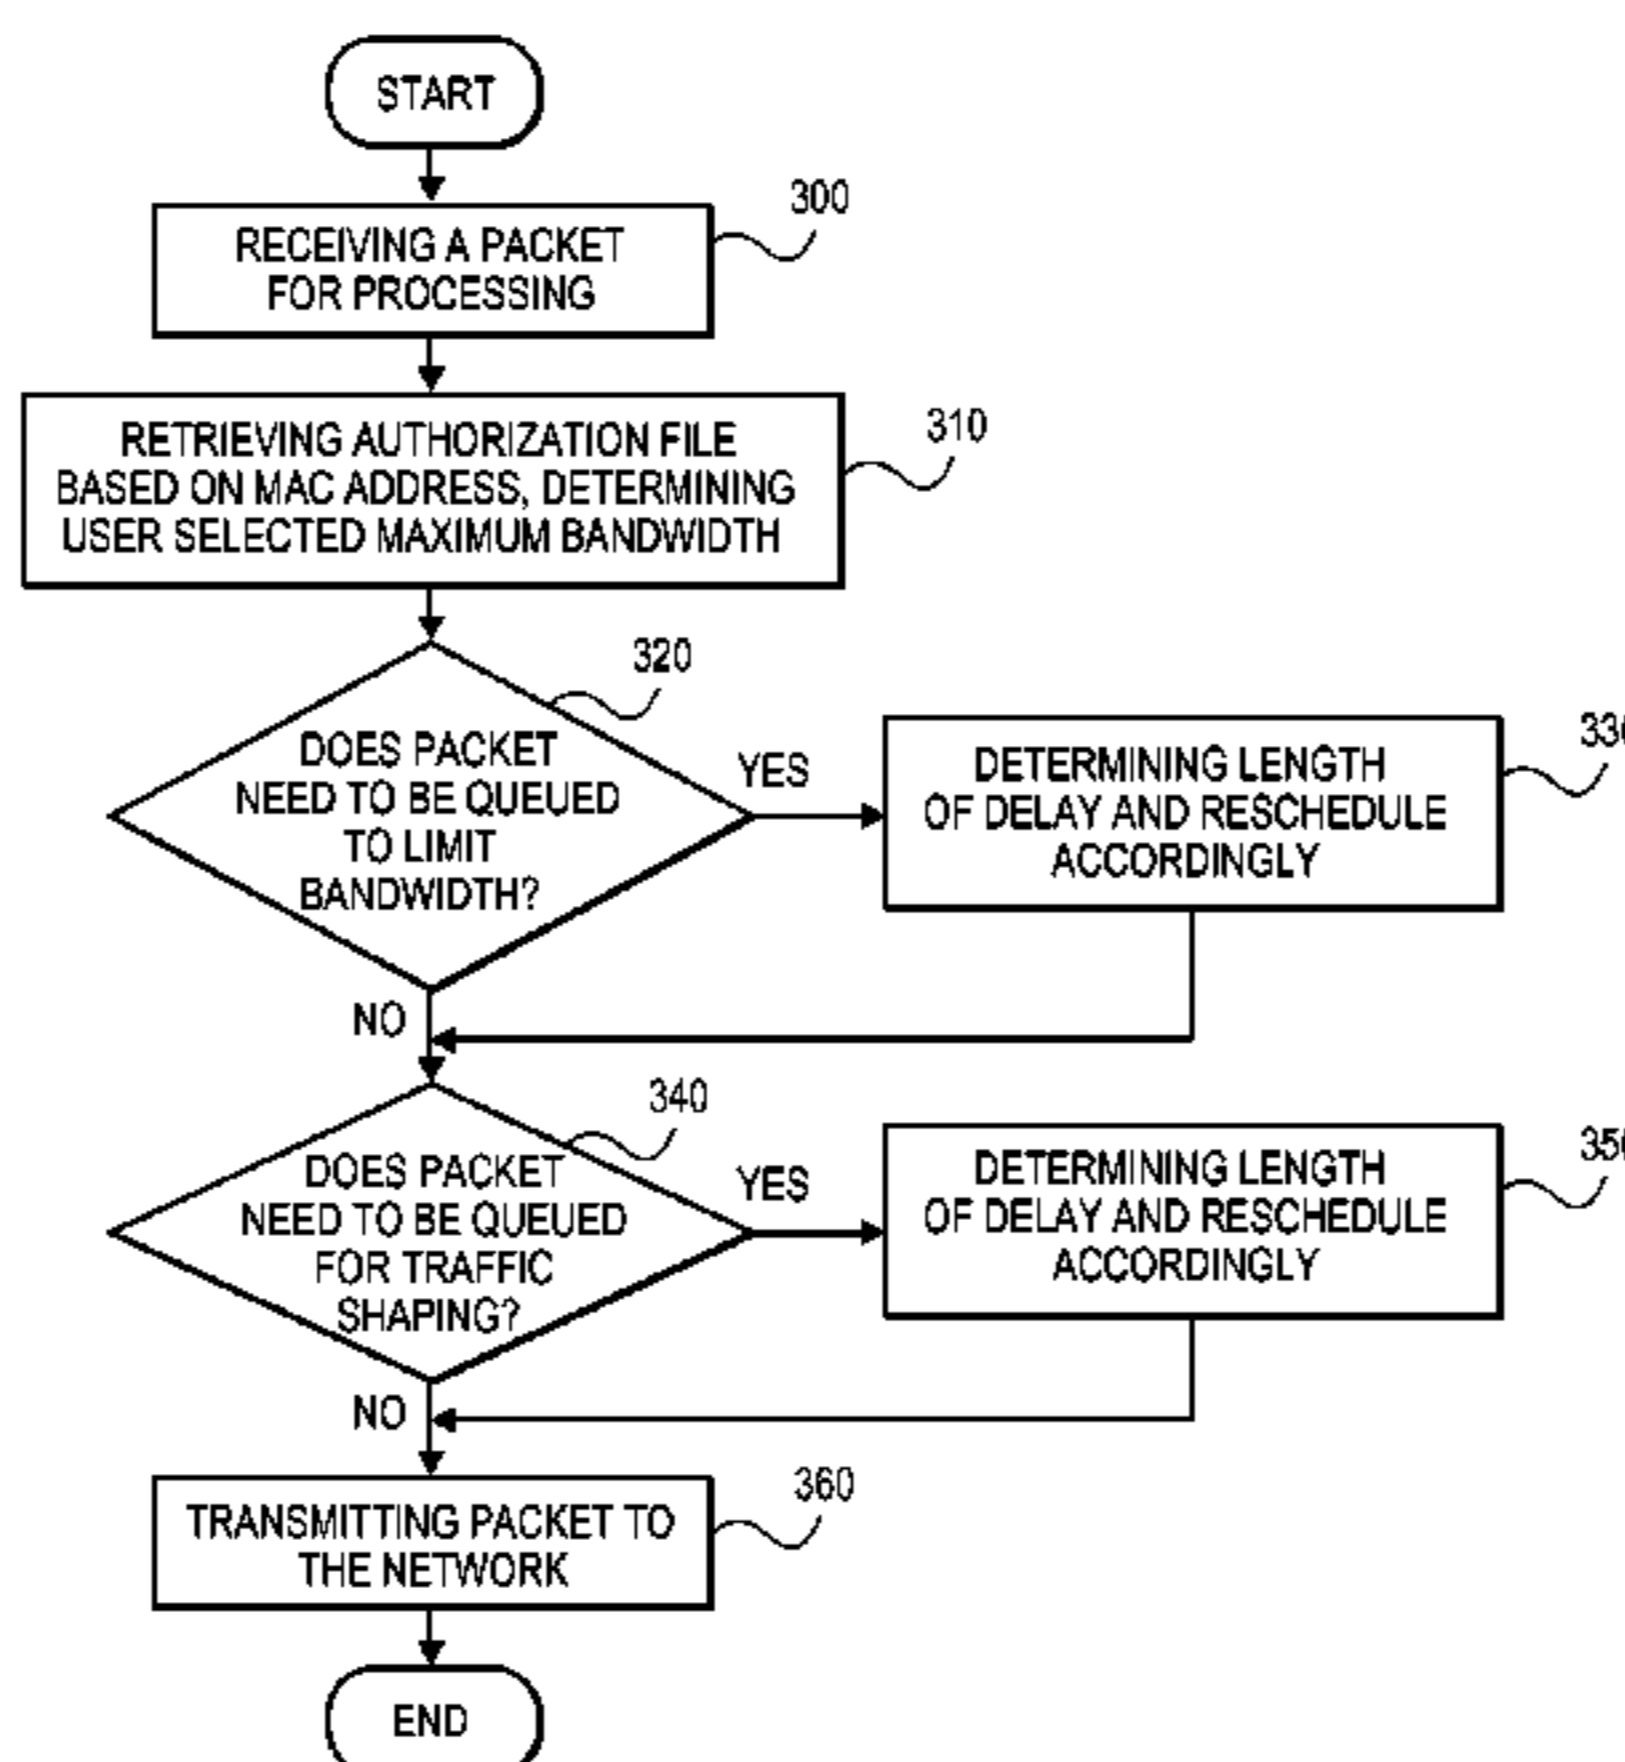 START
300
RECEIVING A PACKET
FOR PROCESSING
310
RETRIEVING AUTHORIZATION FILE
BASED ON MAC ADDRESS, DETERMINING
USER SELECTED MAXIMUM BANDWIDTH
320
DOES PACKET
NEED TO BE QUEUED
TO LIMIT
BANDWIDTH?
YES
330
DETERMINING LENGTH
OF DELAY AND RESCHEDULE
ACCORDINGLY
NO
340
DOES PACKET
NEED TO BE QUEUED
FOR TRAFFIC
SHAPING?
YES
350
DETERMINING LENGTH
OF DELAY AND RESCHEDULE
ACCORDINGLY
NO
360
TRANSMITTING PACKET TO
THE NETWORK
END